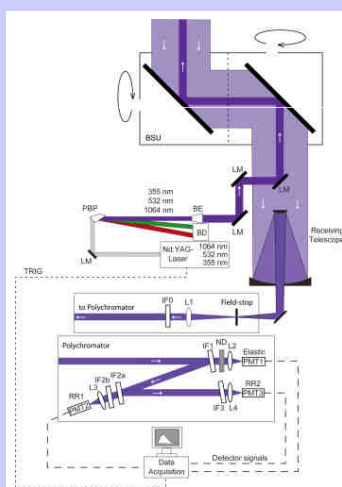 BSU
LM
LM
355 nm
532 nm
1064 nm
PBP
BE
BD
LM
Nd:YAG-
Laser
1064 nm
532 nm
355 nm
LM
Receiving
Telescope
TRIG
IF0
L1
Field-stop
to Polychromator
Polychromator
IF1
ND
L2
Elastic
PMT1
IF2a
IF2b
L3
RR1
PMT2
RR2
PMT3
IF3
L4
Data
Acquisition
Detector signals